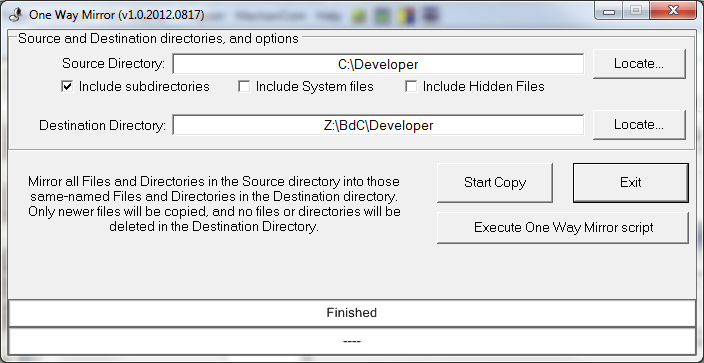 One Way Mirror (v1.0.2012.0817)
Source and Destination directories, and options
Source Directory: C:\Developer Locate...
Include subdirectories Include System files Include Hidden Files
Destination Directory: Z:\BdC\Developer Locate...
Mirror all Files and Directories in the Source directory into those
same-named Files and Directories in the Destination directory.
Only newer files will be copied, and no files or directories will be
deleted in the Destination Directory.
Start Copy Exit
Execute One Way Mirror script
Finished
----